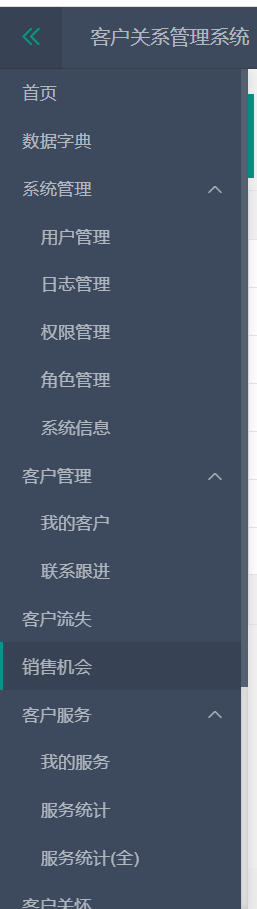 客户关系管理系统
首页
数据字典
系统管理
用户管理
日志管理
权限管理
角色管理
系统信息
客户管理
我的客户
联系跟进
客户流失
销售机会
客户服务
我的服务
服务统计
服务统计(全)
客户关怀